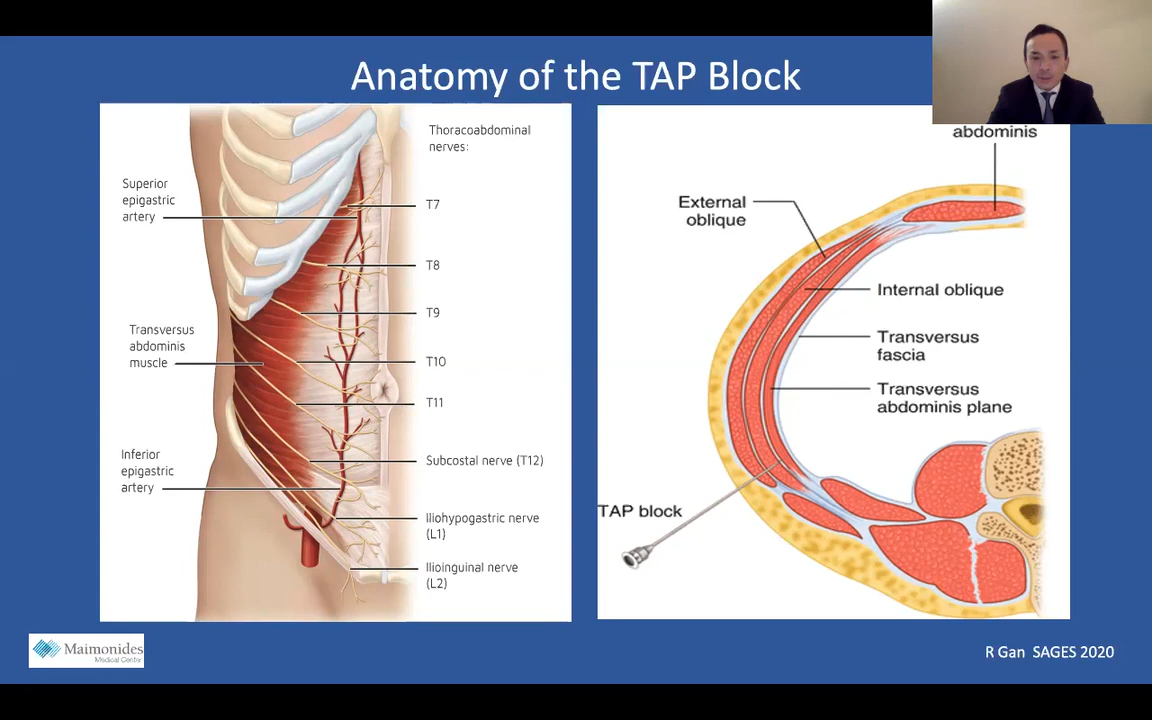 Anatomy of the TAP Block
Thoracoabdominal
nerves:
Superior
epigastric
artery
T7
T8
T9
Transversus
abdominis
muscle
T10
T11
Inferior
epigastric
artery
Subcostal nerve (T12)
Iliohypogastric nerve
(L1)
Ilioinguinal nerve
(L2)
abdominis
External
oblique
Internal oblique
Transversus
fascia
Transversus
abdominis plane
TAP block
Maimonides
Medical Center
R Gan SAGES 2020